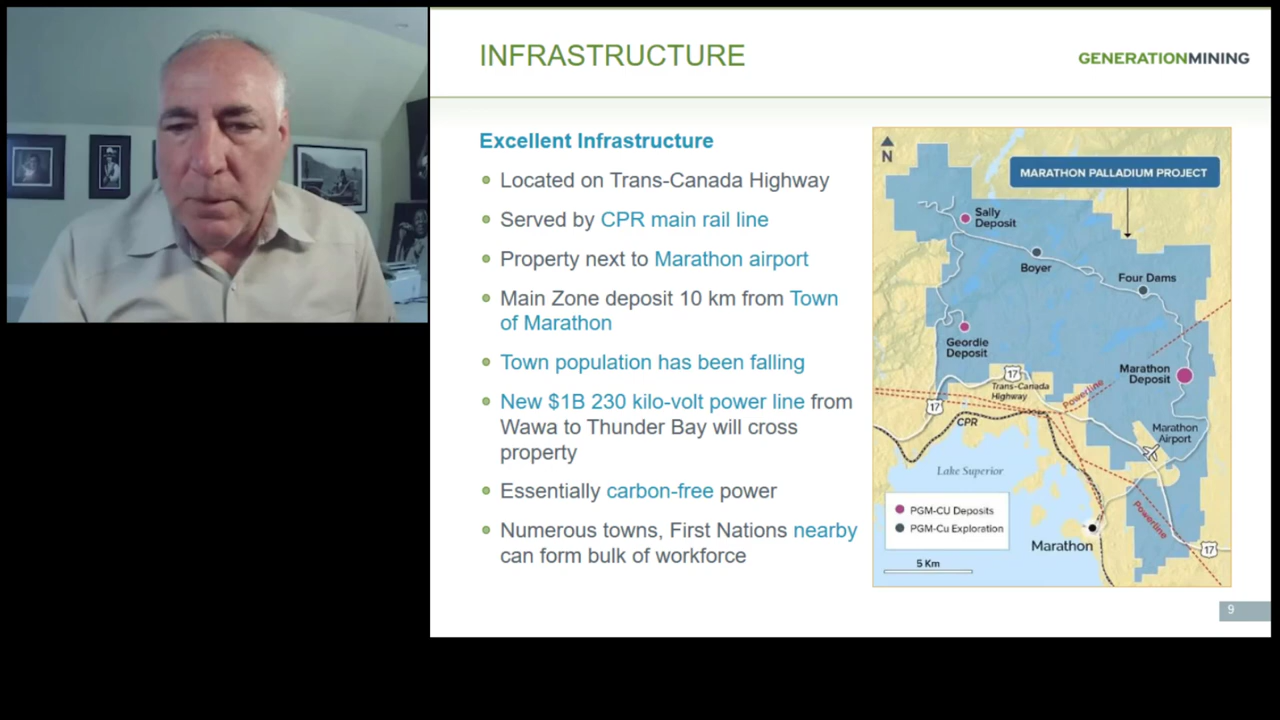 INFRASTRUCTURE
GENERATIONMINING
Excellent Infrastructure
Located on Trans-Canada Highway
Served by CPR main rail line
Property next to Marathon airport
Main Zone deposit 10 km from Town
of Marathon
Town population has been falling
New $1B 230 kilo-volt power line from
Wawa to Thunder Bay will cross
property
Essentially carbon-free power
Numerous towns, First Nations nearby
can form bulk of workforce
N
MARATHON PALLADIUM PROJECT
Sally
Deposit
Boyer
Four Dams
Geordie
Deposit
Marathon
Deposit
17
Trans-Canada
Highway
Powerline
17
CPR
Marathon
Airport
Lake Superior
PGM-CU Deposits
PGM-Cu Exploration
Powerline
Marathon
17
5 Km
9